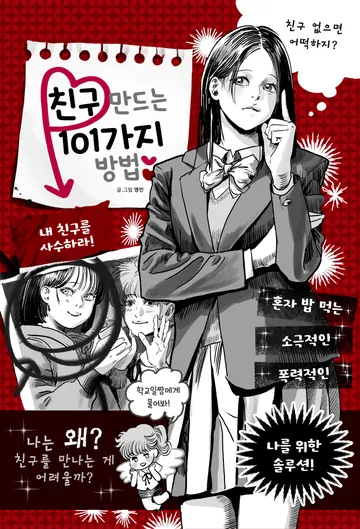 친구 없으면
어떡하지?
친구 만드는
101가지
방법
글.그림 영인
내 친구를
사수하라!
혼자 밥 먹는
소극적인
폭력적인
학교일짱에게
물어봐!
나는 왜?
친구를 만나는 게
어려울까?
나를 위한
솔루션!